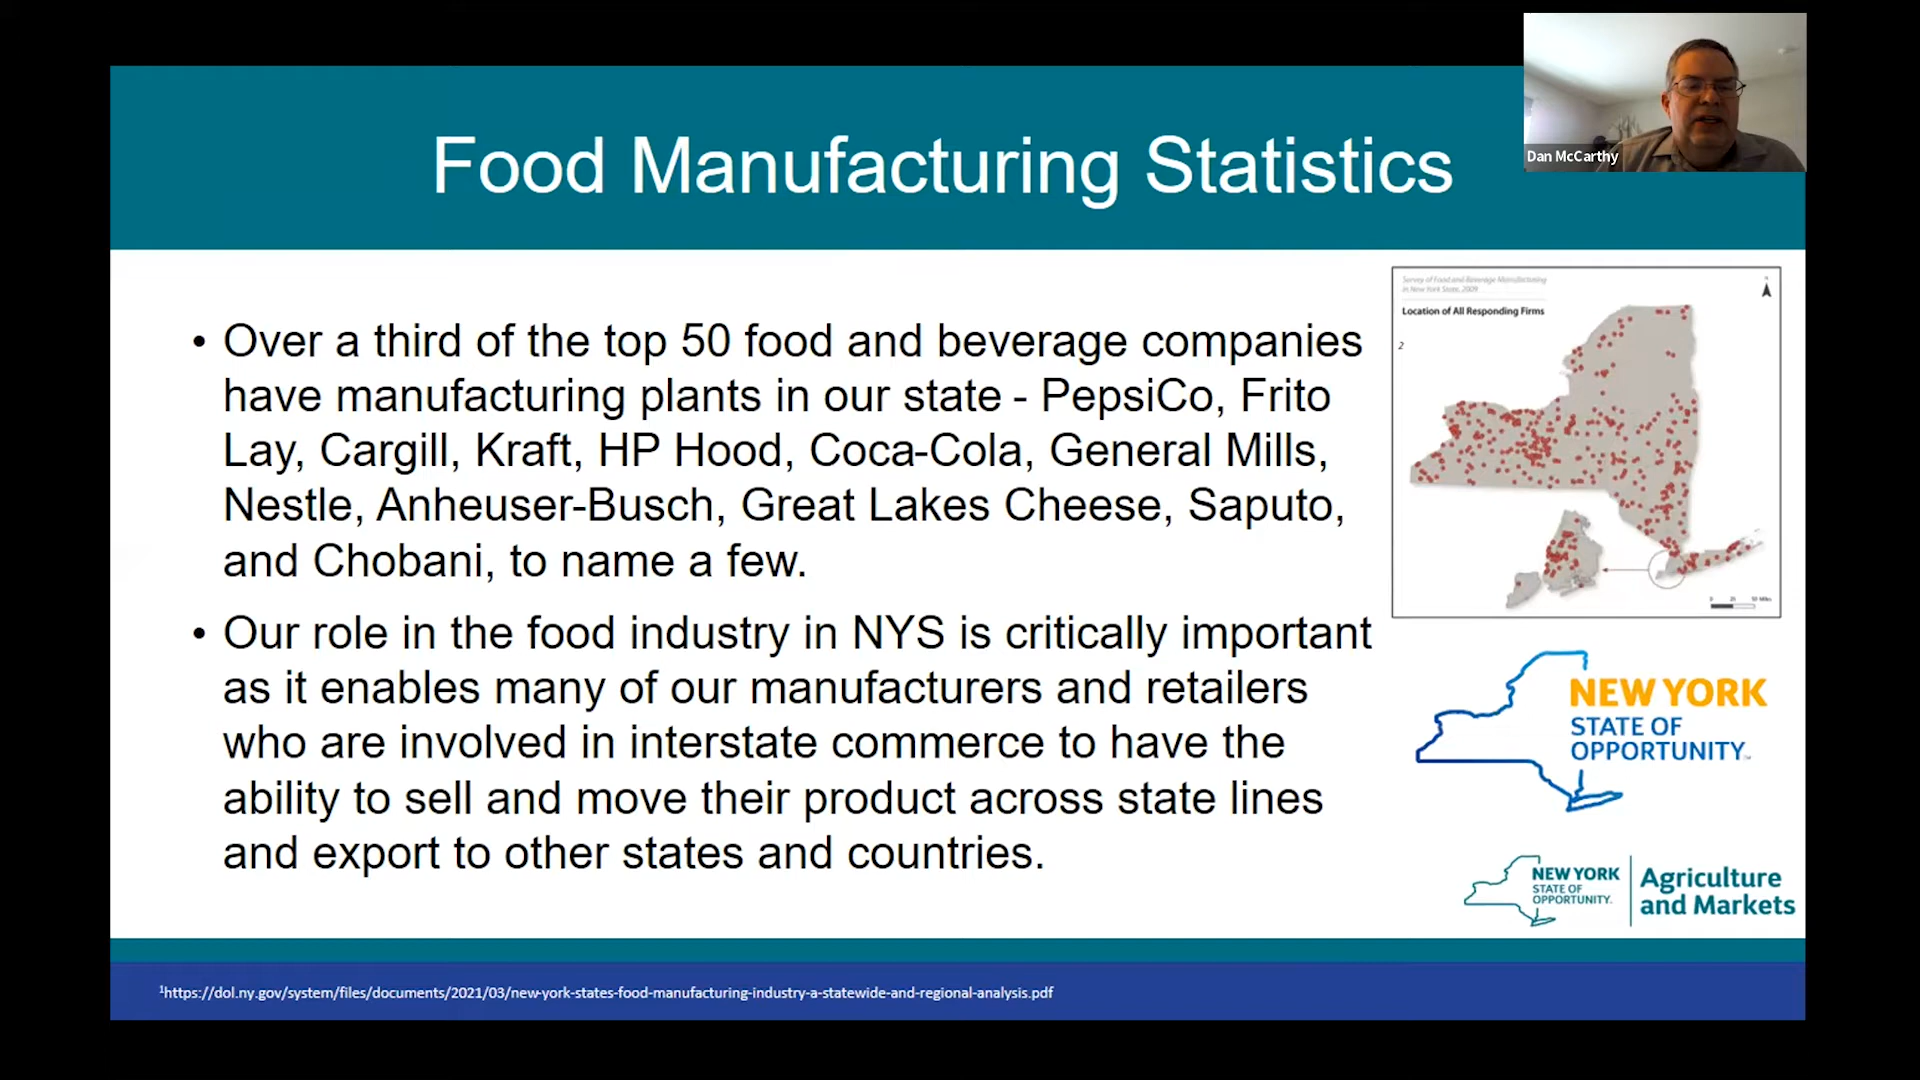 Dan McCarthy
Food Manufacturing Statistics
• Over a third of the top 50 food and beverage companies
have manufacturing plants in our state - PepsiCo, Frito
Lay, Cargill, Kraft, HP Hood, Coca-Cola, General Mills,
Nestle, Anheuser-Busch, Great Lakes Cheese, Saputo,
and Chobani, to name a few.
• Our role in the food industry in NYS is critically important
as it enables many of our manufacturers and retailers
who are involved in interstate commerce to have the
ability to sell and move their product across state lines
and export to other states and countries.
Survey of Food and Beverage Manufacturing
in New York State, 2009
Location of All Responding Firms
2
0 25 50 Miles
NEW YORK
STATE OF
OPPORTUNITY.
NEW YORK
STATE OF
OPPORTUNITY.
Agriculture
and Markets
¹https://dol.ny.gov/system/files/documents/2021/03/new-york-states-food-manufacturing-industry-a-statewide-and-regional-analysis.pdf